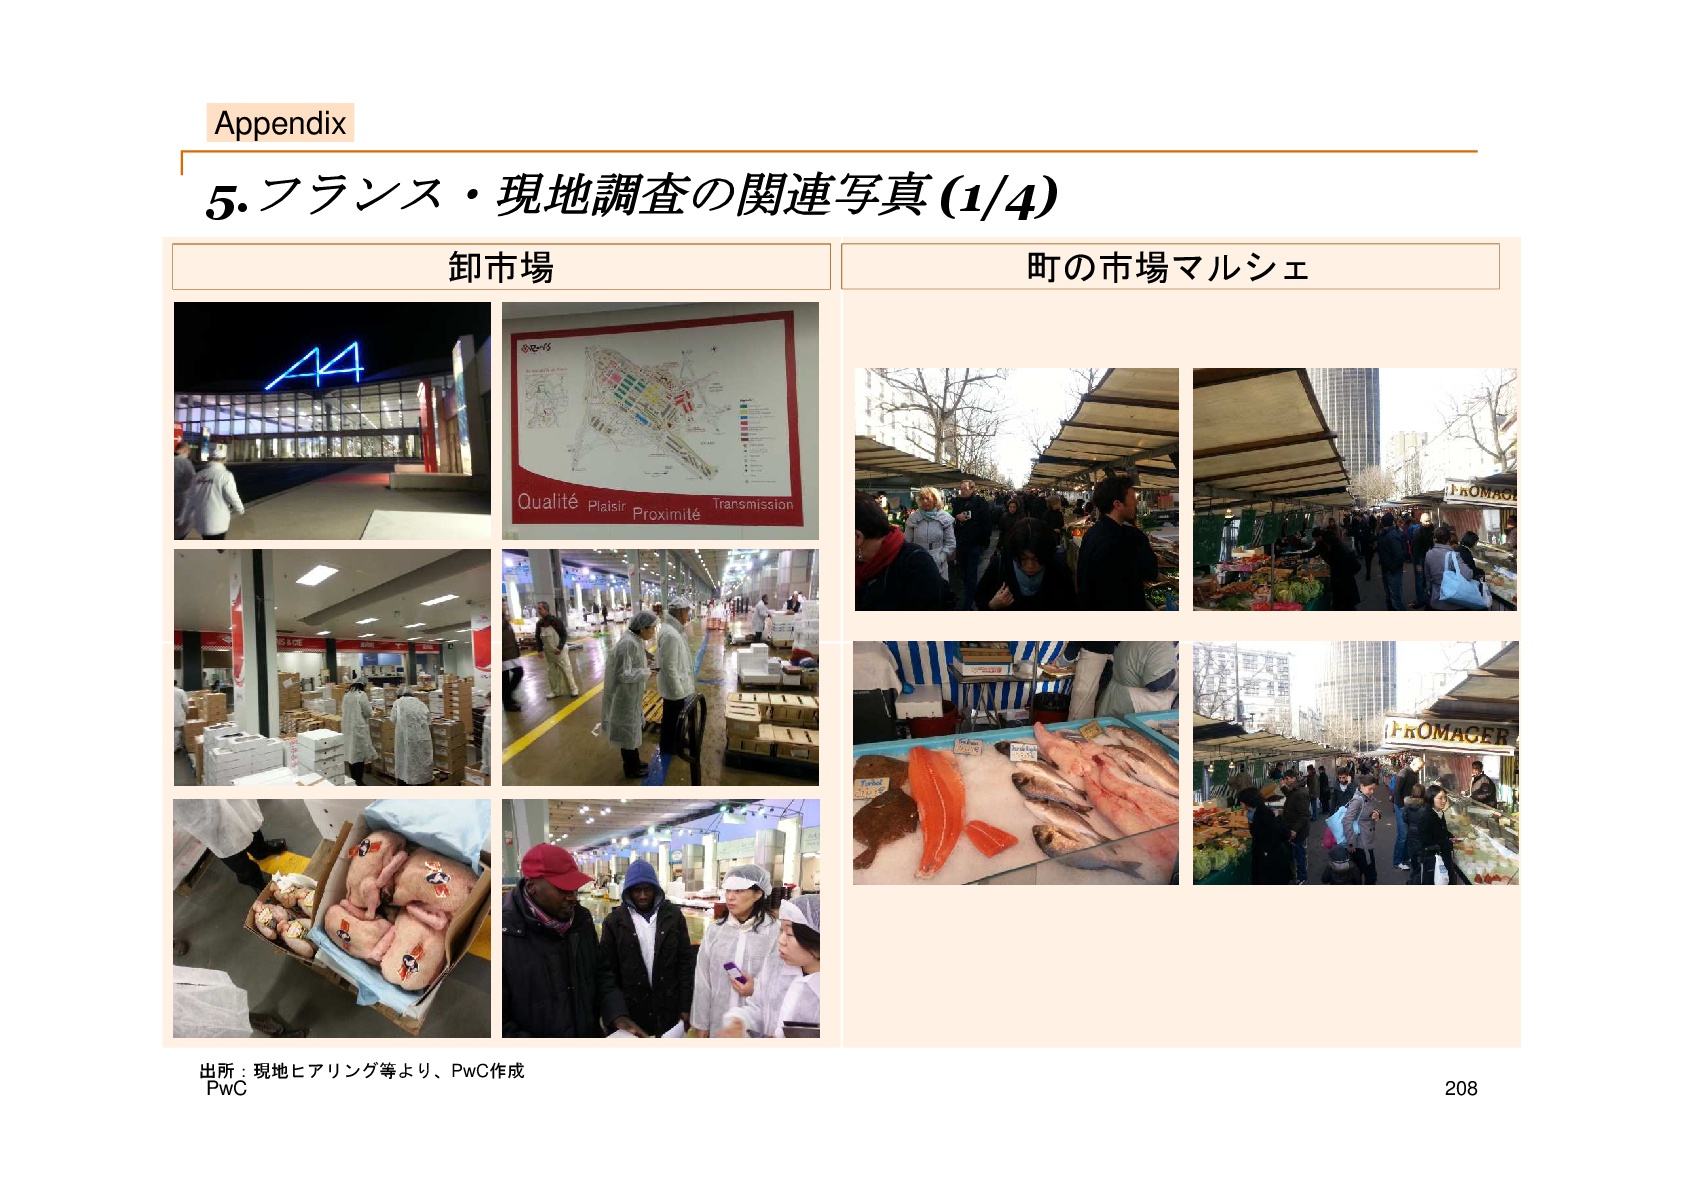 Appendix
5.フランス・現地調査の関連写真 (1/4)
卸市場
町の市場マルシェ
A4
Qualité Plaisir Proximité Transmission
FROMAGER
出所：現地ヒアリング等より、PwC作成
PwC
208